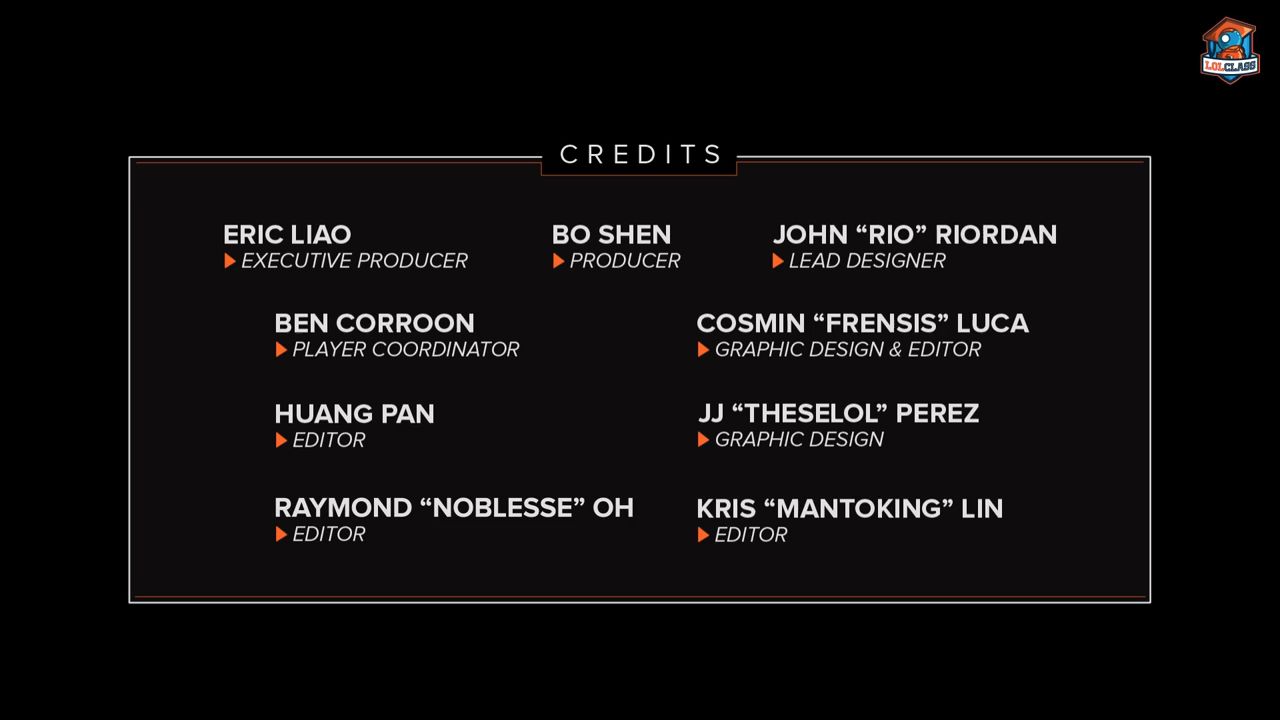 LOLCLASS
CREDITS
ERIC LIAO
EXECUTIVE PRODUCER
BO SHEN
PRODUCER
JOHN “RIO” RIORDAN
LEAD DESIGNER
BEN CORROON
PLAYER COORDINATOR
COSMIN “FRENSIS” LUCA
GRAPHIC DESIGN & EDITOR
HUANG PAN
EDITOR
JJ “THESELOL” PEREZ
GRAPHIC DESIGN
RAYMOND “NOBLESSE” OH
EDITOR
KRIS “MANTOKING” LIN
EDITOR